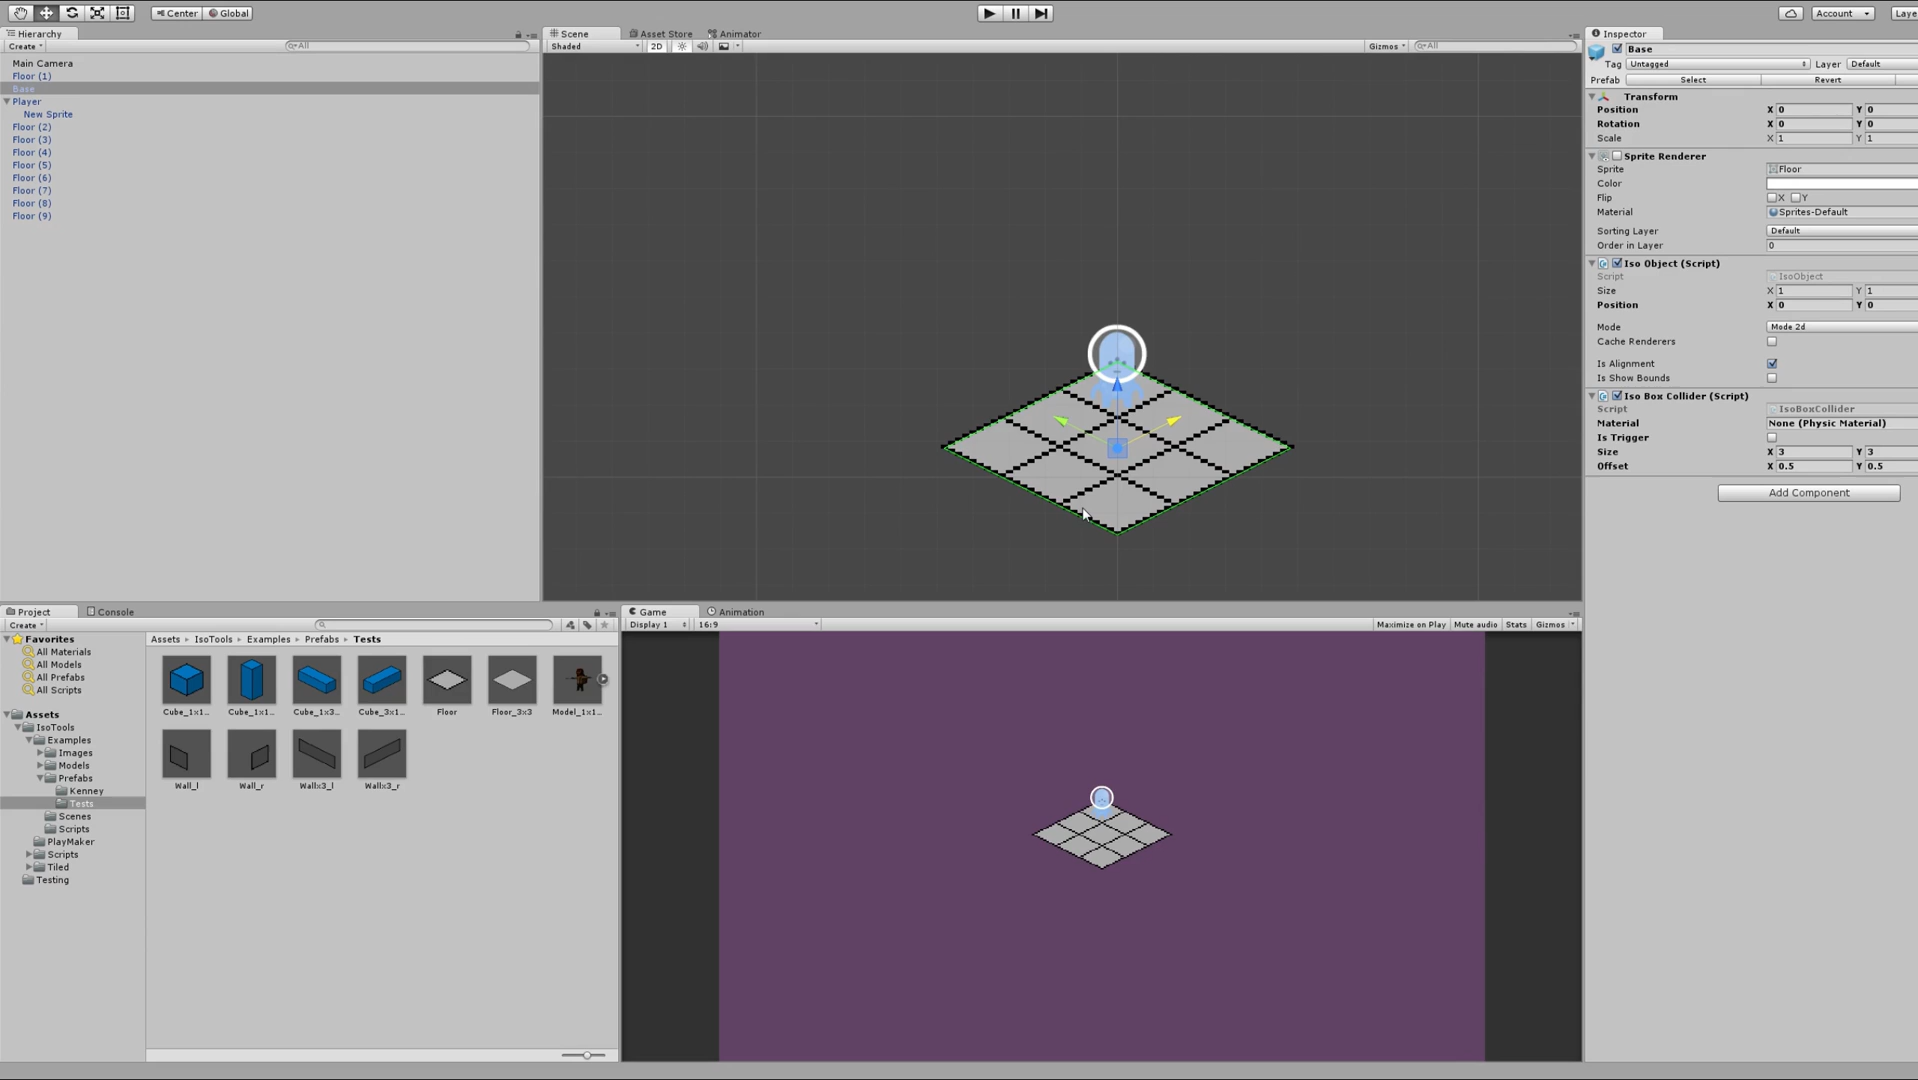 Center Global Account Laye
Hierarchy
Create All
Main Camera
Floor (1)
Base
Player
New Sprite
Floor (2)
Floor (3)
Floor (4)
Floor (5)
Floor (6)
Floor (7)
Floor (8)
Floor (9)
Scene Asset Store Animator
Shaded 2D Gizmos All
Inspector
Base
Tag Untagged Layer Default
Prefab Select Revert
Transform
Position X 0 Y 0
Rotation X 0 Y 0
Scale X 1 Y 1
Sprite Renderer
Sprite Floor
Color
Flip X Y
Material Sprites-Default
Sorting Layer Default
Order in Layer 0
Iso Object (Script)
Script IsoObject
Size X 1 Y 1
Position X 0 Y 0
Mode Mode 2d
Cache Renderers
Is Alignment
Is Show Bounds
Iso Box Collider (Script)
Script IsoBoxCollider
Material None (Physic Material)
Is Trigger
Size X 3 Y 3
Offset X 0.5 Y 0.5
Add Component
Project Console
Create
Favorites
All Materials
All Models
All Prefabs
All Scripts
Assets
IsoTools
Examples
Images
Models
Prefabs
Kenney
Tests
Scenes
Scripts
PlayMaker
Scripts
Tiled
Testing
Assets IsoTools Examples Prefabs Tests
Cube_1x1... Cube_1x1... Cube_1x3... Cube_3x1... Floor Floor_3x3 Model_1x1...
Wall_l Wall_r Wallx3_l Wallx3_r
Game Animation
Display 1 16:9 Maximize on Play Mute audio Stats Gizmos